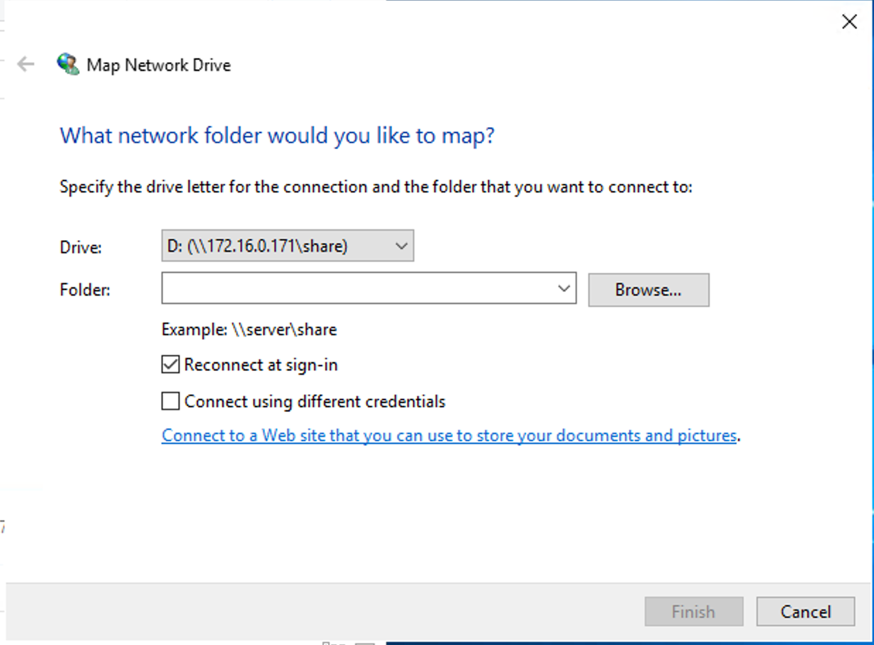 Map Network Drive
What network folder would you like to map?
Specify the drive letter for the connection and the folder that you want to connect to:
Drive: D: (\\172.16.0.171\share)
Folder: Browse...
Example: \\server\share
Reconnect at sign-in
Connect using different credentials
Connect to a Web site that you can use to store your documents and pictures.
Finish Cancel